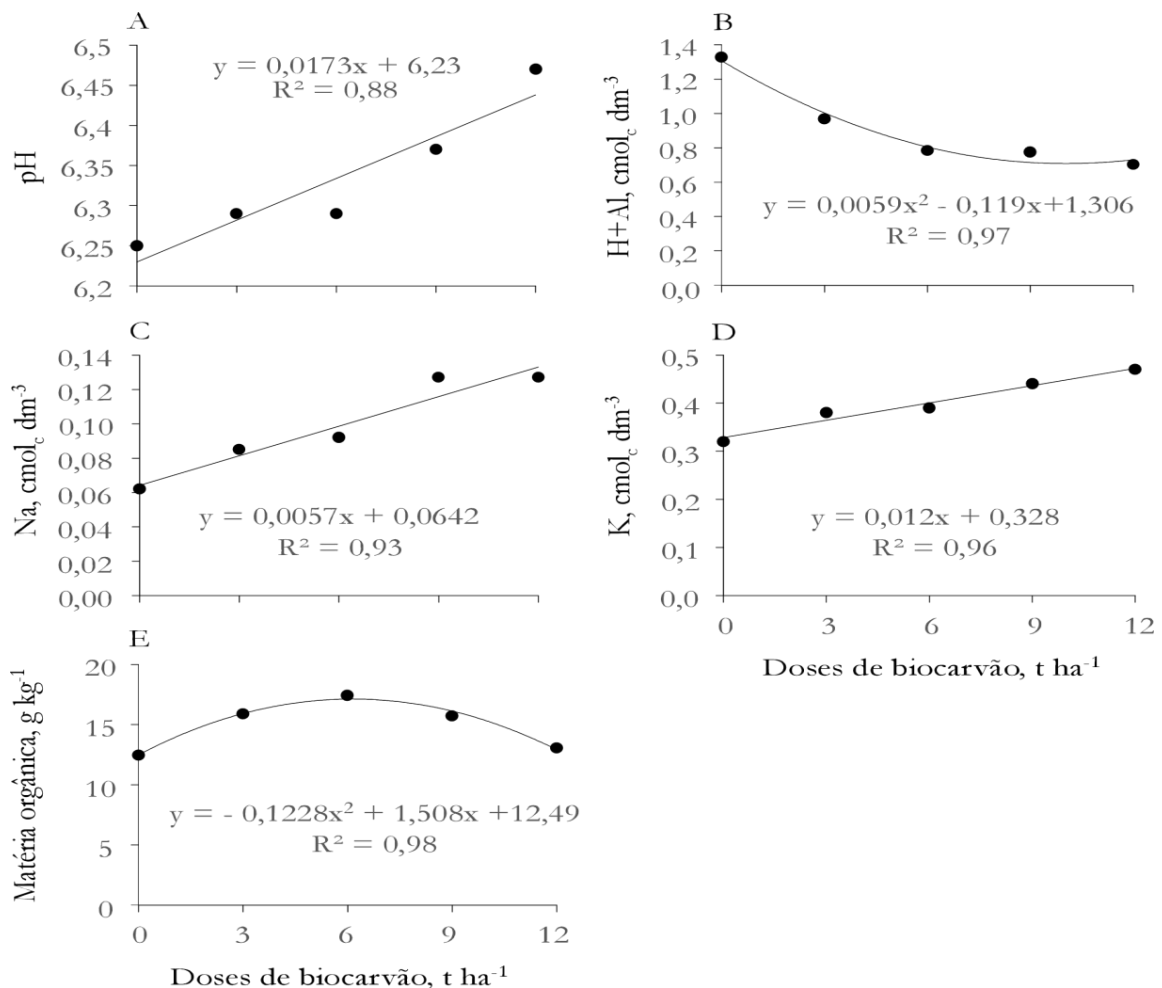 A
pH
6,5
6,45
6,4
6,35
6,3
6,25
6,2
y = 0,0173x + 6,23
R² = 0,88
B
H+Al, cmol_c dm⁻³
1,4
1,2
1,0
0,8
0,6
0,4
0,2
0,0
y = 0,0059x² - 0,119x+1,306
R² = 0,97
C
Na, cmol_c dm⁻³
0,14
0,12
0,10
0,08
0,06
0,04
0,02
0,00
y = 0,0057x + 0,0642
R² = 0,93
D
K, cmol_c dm⁻³
0,5
0,4
0,3
0,2
0,1
0,0
y = 0,012x + 0,328
R² = 0,96
0 3 6 9 12
Doses de biocarvão, t ha⁻¹
E
Matéria orgânica, g kg⁻¹
20
15
10
5
0
y = - 0,1228x² + 1,508x +12,49
R² = 0,98
0 3 6 9 12
Doses de biocarvão, t ha⁻¹